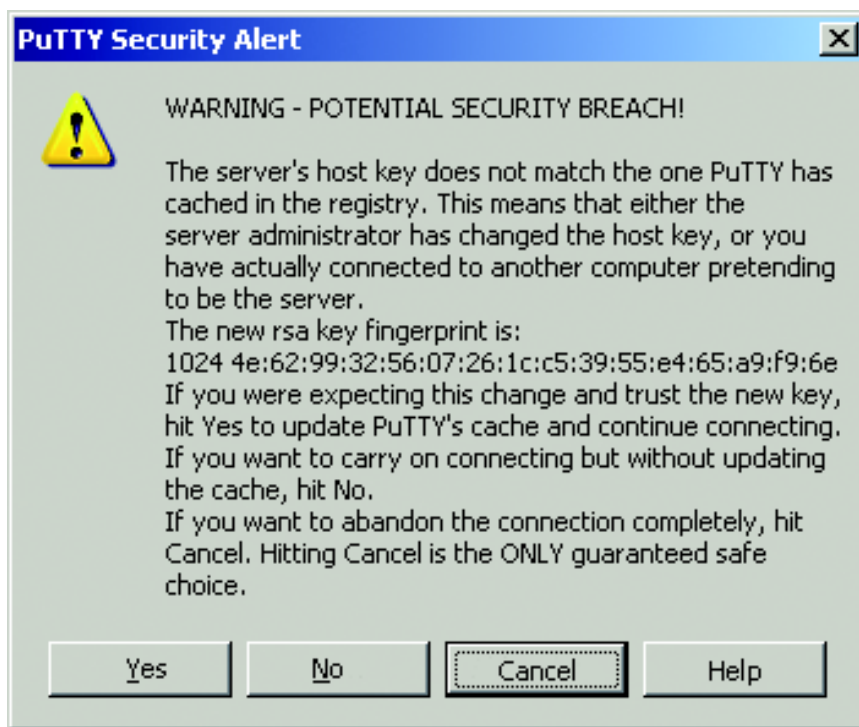 PuTTY Security Alert
WARNING - POTENTIAL SECURITY BREACH!
The server's host key does not match the one PuTTY has
cached in the registry. This means that either the
server administrator has changed the host key, or you
have actually connected to another computer pretending
to be the server.
The new rsa key fingerprint is:
1024 4e:62:99:32:56:07:26:1c:c5:39:55:e4:65:a9:f9:6e
If you were expecting this change and trust the new key,
hit Yes to update PuTTY's cache and continue connecting.
If you want to carry on connecting but without updating
the cache, hit No.
If you want to abandon the connection completely, hit
Cancel. Hitting Cancel is the ONLY guaranteed safe
choice.
Yes No Cancel Help